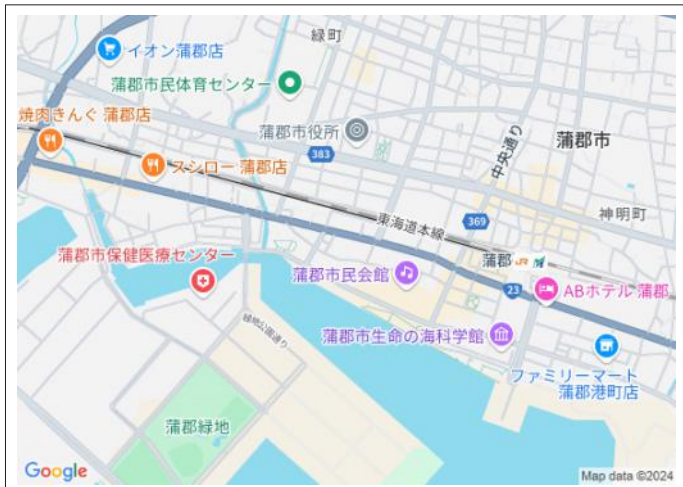 緑町
イオン蒲郡店
蒲郡市民体育センター
焼肉きんぐ 蒲郡店
蒲郡市役所
中央通り
蒲郡市
383
スシロー 蒲郡店
神明町
東海道本線
369
蒲郡市保健医療センター
蒲郡市民会館
蒲郡 JR
23
ABホテル 蒲郡
緑地公園通り
蒲郡市生命の海科学館
ファミリーマート
蒲郡港町店
蒲郡緑地
Google
Map data ©2024